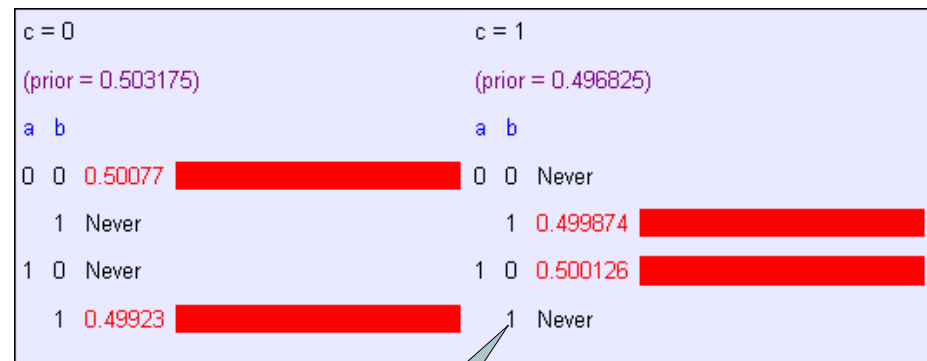 c = 0
(prior = 0.503175)
a b
0 0 0.50077
1 Never
1 0 Never
1 0.49923
c = 1
(prior = 0.496825)
a b
0 0 Never
1 0.499874
1 0 0.500126
1 Never